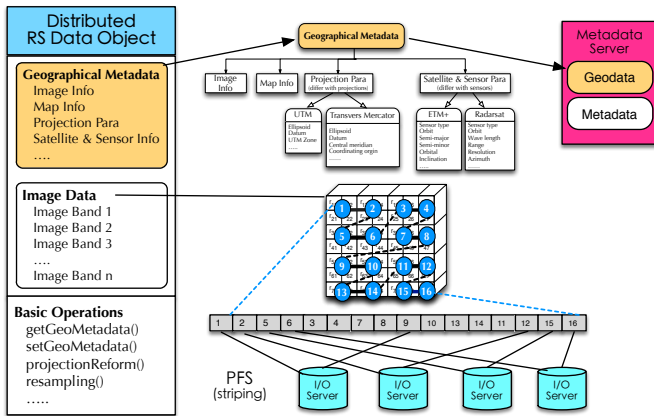 Distributed
RS Data Object
Geographical Metadata
Image Info
Map Info
Projection Para
Satellite & Sensor Info
....
Image Data
Image Band 1
Image Band 2
Image Band 3
....
Image Band n
Basic Operations
getGeoMetadata()
setGeoMetadata()
projectionReform()
resampling()
.....
Geographical Metadata
Image
Info
Map Info
Projection Para
(differ with projections)
Satellite & Sensor Para
(differ with sensors)
UTM
Ellipsoid
Datum
UTM Zone
.....
Transvers Mercator
Ellipsoid
Datum
Central meridian
Coordinating orgin
......
ETM+
Sensor type
Orbit
Semi-major
Semi-minor
Orbital
Inclination
.....
Radarsat
Sensor type
Orbit
Wave length
Range
Resolution
Azimuth
......
Metadata
Server
Geodata
Metadata
1 2 3 4
5 6 7 8
9 10 11 12
13 14 15 16
1 2 5 6 3 4 7 8 9 10 13 14 11 12 15 16
PFS
(striping)
I/O
Server
I/O
Server
I/O
Server
I/O
Server